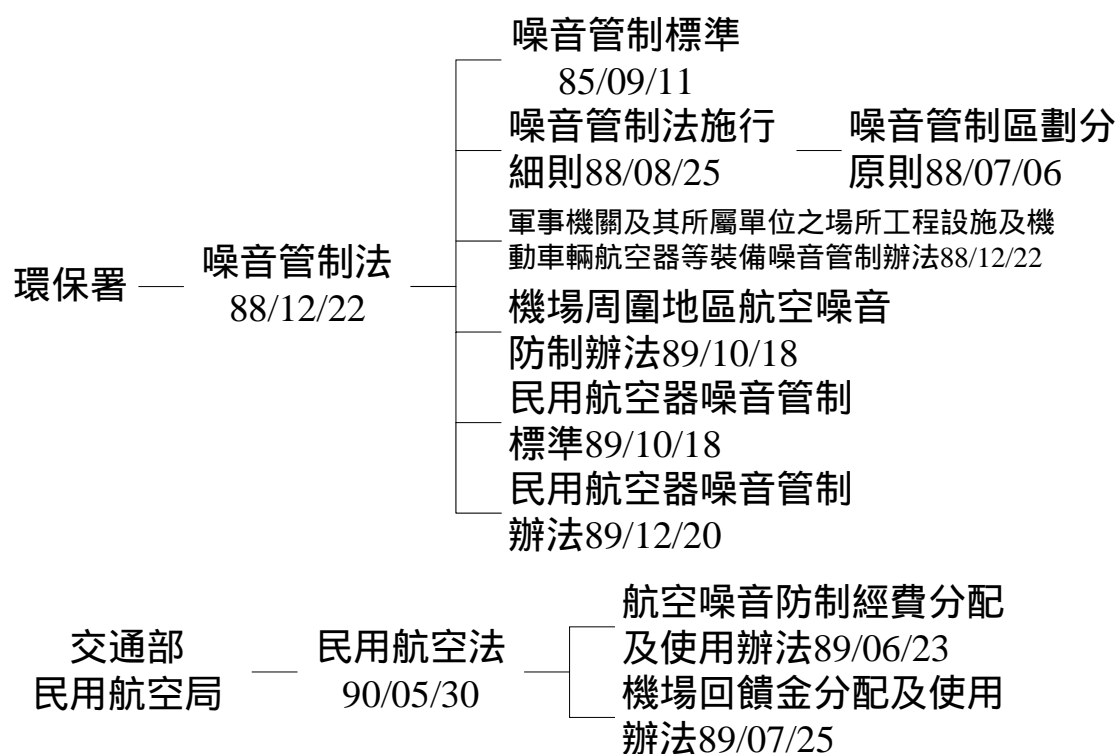 環保署
噪音管制法
88/12/22
噪音管制標準
85/09/11
噪音管制法施行
細則88/08/25
噪音管制區劃分
原則88/07/06
軍事機關及其所屬單位之場所工程設施及機
動車輛航空器等裝備噪音管制辦法88/12/22
機場周圍地區航空噪音
防制辦法89/10/18
民用航空器噪音管制
標準89/10/18
民用航空器噪音管制
辦法89/12/20
交通部
民用航空局
民用航空法
90/05/30
航空噪音防制經費分配
及使用辦法89/06/23
機場回饋金分配及使用
辦法89/07/25